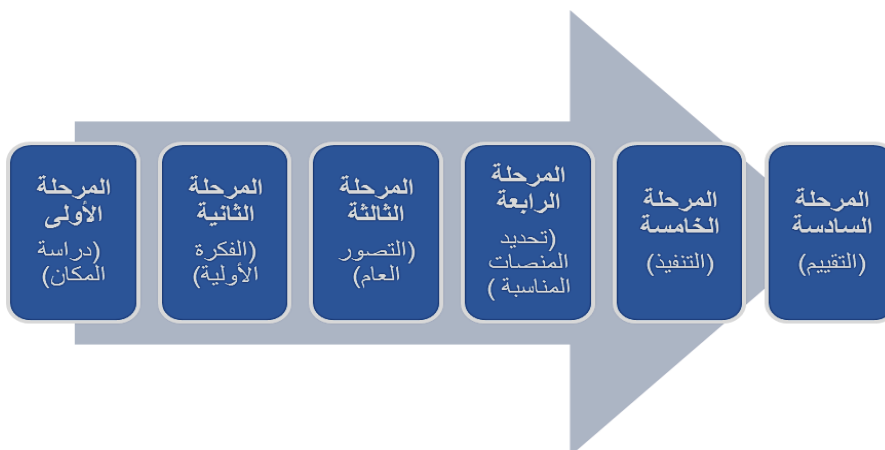 المرحلة
الأولى
(دراسة
المكان)
المرحلة
الثانية
(الفكرة
الأولية)
المرحلة
الثالثة
(التصور
العام)
المرحلة
الرابعة
(تحديد
المنصات
المناسبة )
المرحلة
الخامسة
(التنفيذ)
المرحلة
السادسة
(التقييم)